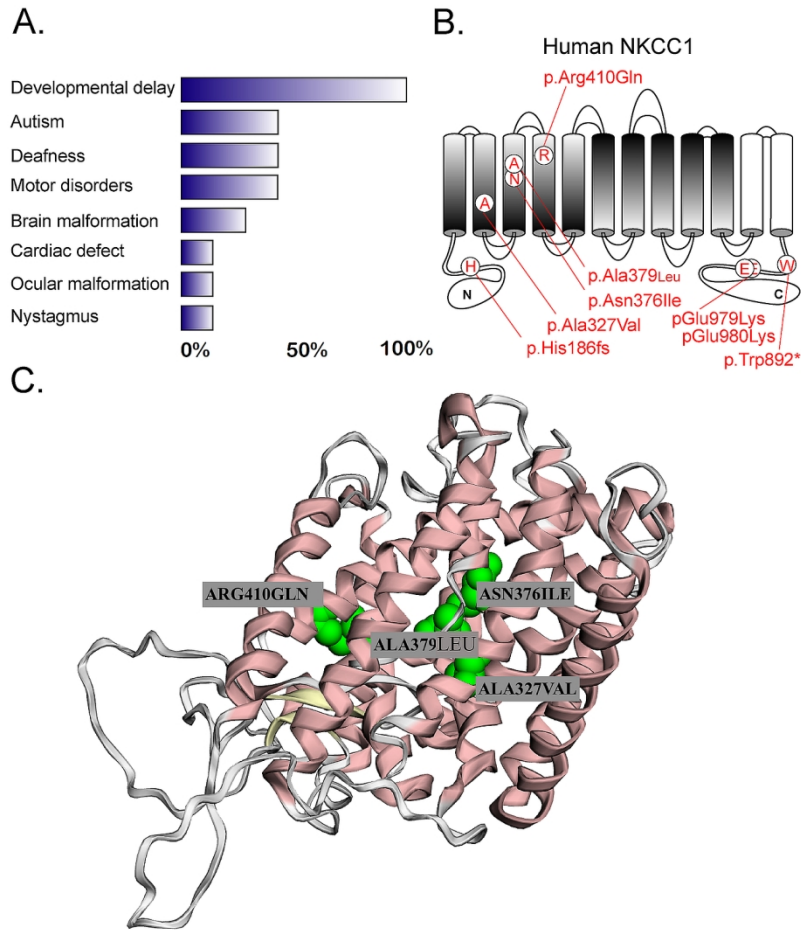 A.
Developmental delay
Autism
Deafness
Motor disorders
Brain malformation
Cardiac defect
Ocular malformation
Nystagmus
0% 50% 100%
B.
Human NKCC1
p.Arg410Gln
R
A
N
A
H
E
E
W
N
C
p.Ala379Leu
p.Asn376Ile
p.Ala327Val
p.His186fs
pGlu979Lys
pGlu980Lys
p.Trp892*
C.
ARG410GLN
ASN376ILE
ALA379LEU
ALA327VAL